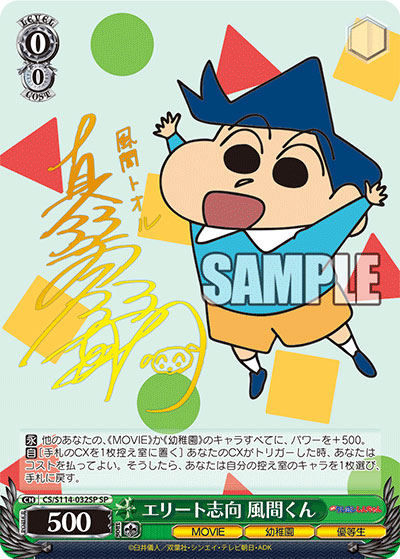 LEVEL
0
0
COST
風間トオル
SAMPLE
永 他のあなたの、《MOVIE》か《幼稚園》のキャラすべてに、パワーを+500。
自 [手札のCXを1枚控え室に置く] あなたのCXがトリガーした時、あなたは
コストを払ってよい。そうしたら、あなたは自分の控え室のキャラを1枚選び、
手札に戻す。
CH CS/S114-032SP SP
500
エリート志向 風間くん
MOVIE 幼稚園 優等生
©臼井儀人/双葉社・シンエイ・テレビ朝日・ADK